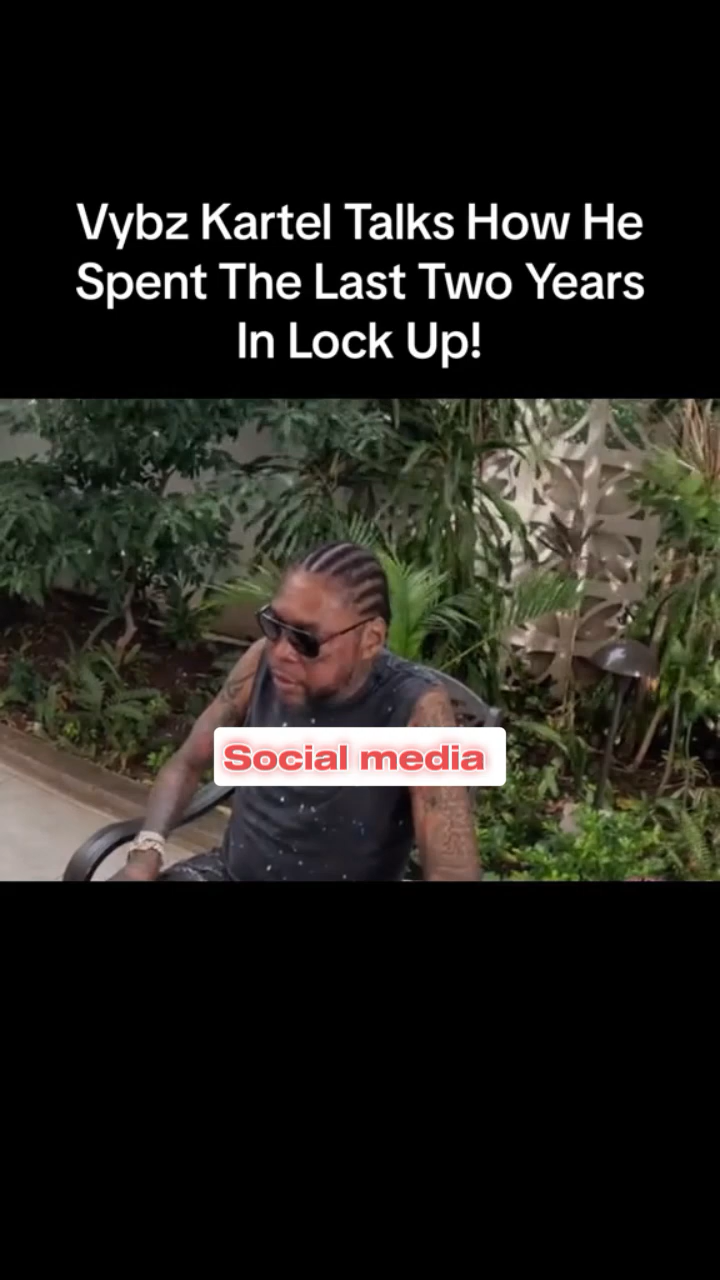 Vybz Kartel Talks How He
Spent The Last Two Years
In Lock Up!
Social media